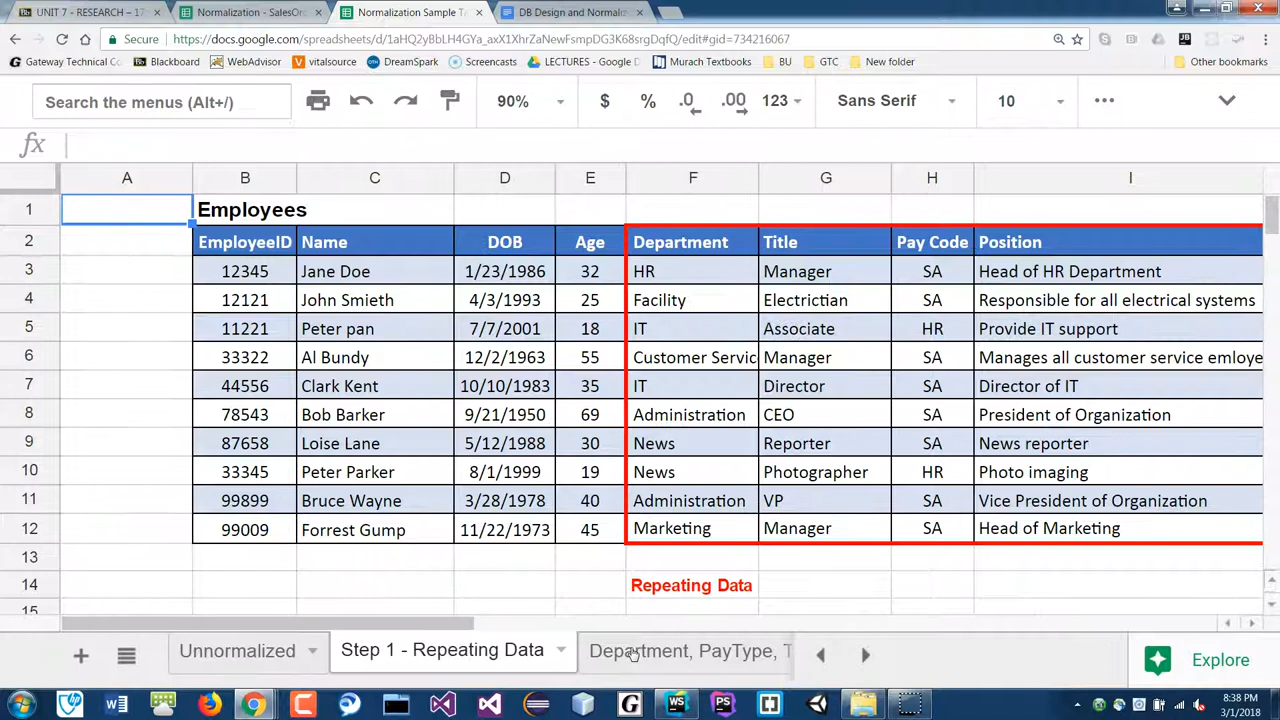 UNIT 7 - RESEARCH – 17
Normalization - SalesOr
Normalization Sample T
DB Design and Normaliz
Secure
https://docs.google.com/spreadsheets/d/1aHQ2yBbLH4GYa_axX1XhrZaNewFsmpDG3K68srgDqfQ/edit#gid=734216067
Gateway Technical Co
Blackboard
WebAdvisor
vitalsource
DreamSpark
Screencasts
LECTURES - Google D
Murach Textbooks
BU
GTC
New folder
Other bookmarks
Search the menus (Alt+/)
90%
$ % .0 .00 123
Sans Serif
10
fx
A B C D E F G H I
1 Employees
2 EmployeeID Name DOB Age Department Title Pay Code Position
3 12345 Jane Doe 1/23/1986 32 HR Manager SA Head of HR Department
4 12121 John Smieth 4/3/1993 25 Facility Electrictian SA Responsible for all electrical systems
5 11221 Peter pan 7/7/2001 18 IT Associate HR Provide IT support
6 33322 Al Bundy 12/2/1963 55 Customer Servic Manager SA Manages all customer service employe
7 44556 Clark Kent 10/10/1983 35 IT Director SA Director of IT
8 78543 Bob Barker 9/21/1950 69 Administration CEO SA President of Organization
9 87658 Loise Lane 5/12/1988 30 News Reporter SA News reporter
10 33345 Peter Parker 8/1/1999 19 News Photographer HR Photo imaging
11 99899 Bruce Wayne 3/28/1978 40 Administration VP SA Vice President of Organization
12 99009 Forrest Gump 11/22/1973 45 Marketing Manager SA Head of Marketing
13
14 Repeating Data
15
Unnormalized
Step 1 - Repeating Data
Department, PayType, T
Explore
8:38 PM
3/1/2018